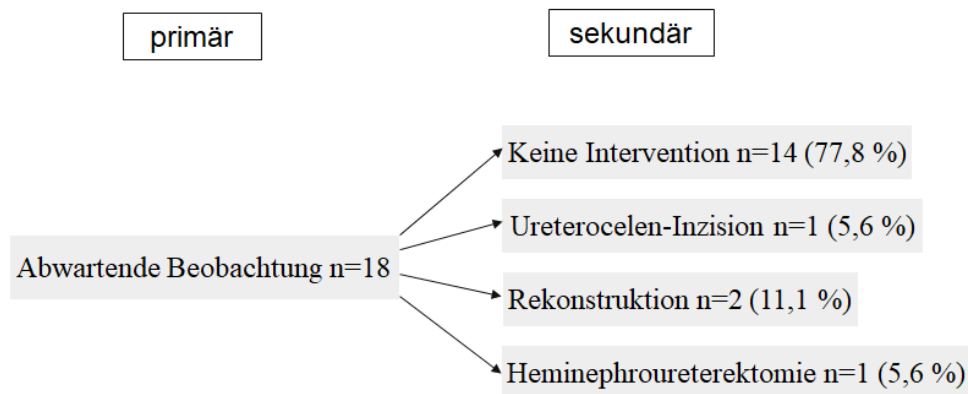 primär
sekundär
Keine Intervention n=14 (77,8 %)
Ureterocelen-Inzision n=1 (5,6 %)
Abwartende Beobachtung n=18
Rekonstruktion n=2 (11,1 %)
Heminephroureterektomie n=1 (5,6 %)